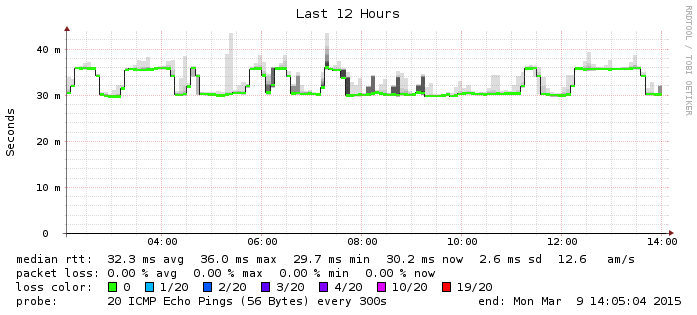 Last 12 Hours
RRDTOOL / TOBI OETIKER
Seconds
40 m
30 m
20 m
10 m
0
04:00 06:00 08:00 10:00 12:00 14:00
median rtt: 32.3 ms avg 36.0 ms max 29.7 ms min 30.2 ms now 2.6 ms sd 12.6 am/s
packet loss: 0.00 % avg 0.00 % max 0.00 % min 0.00 % now
loss color: 0 1/20 2/20 3/20 4/20 10/20 19/20
probe: 20 ICMP Echo Pings (56 Bytes) every 300s end: Mon Mar 9 14:05:04 2015